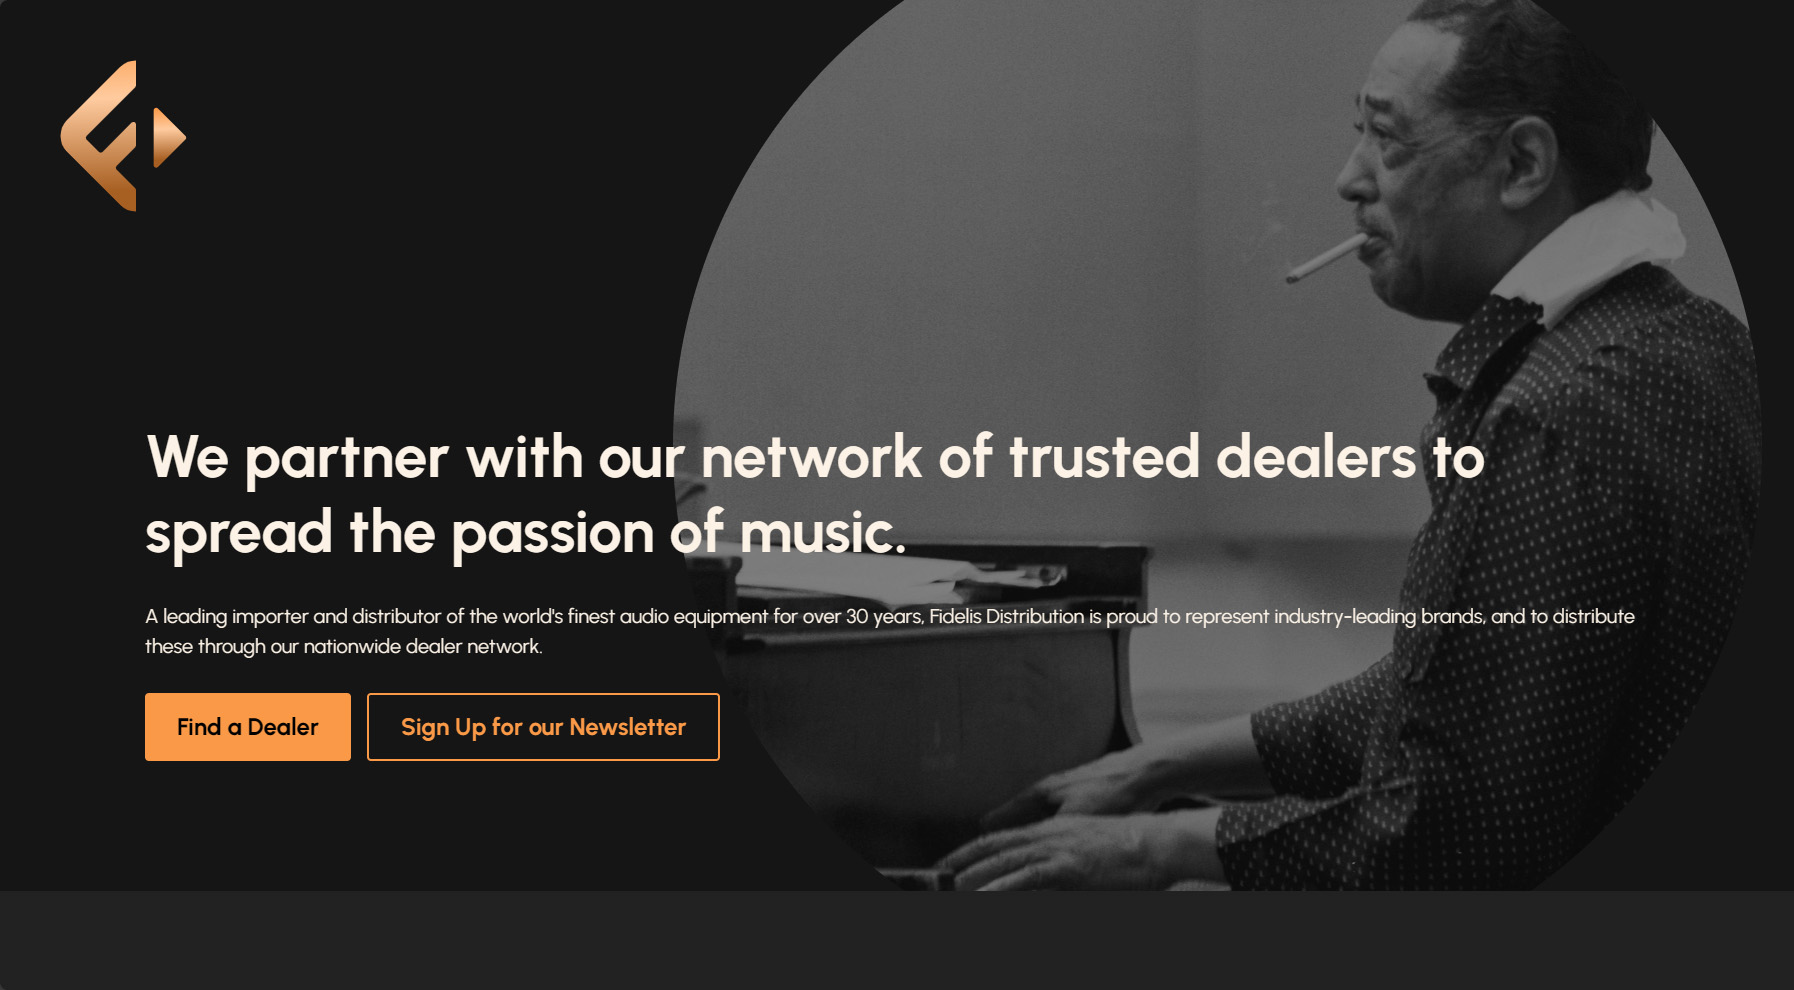 We partner with our network of trusted dealers to
spread the passion of music.
A leading importer and distributor of the world's finest audio equipment for over 30 years, Fidelis Distribution is proud to represent industry-leading brands, and to distribute
these through our nationwide dealer network.
Find a Dealer
Sign Up for our Newsletter